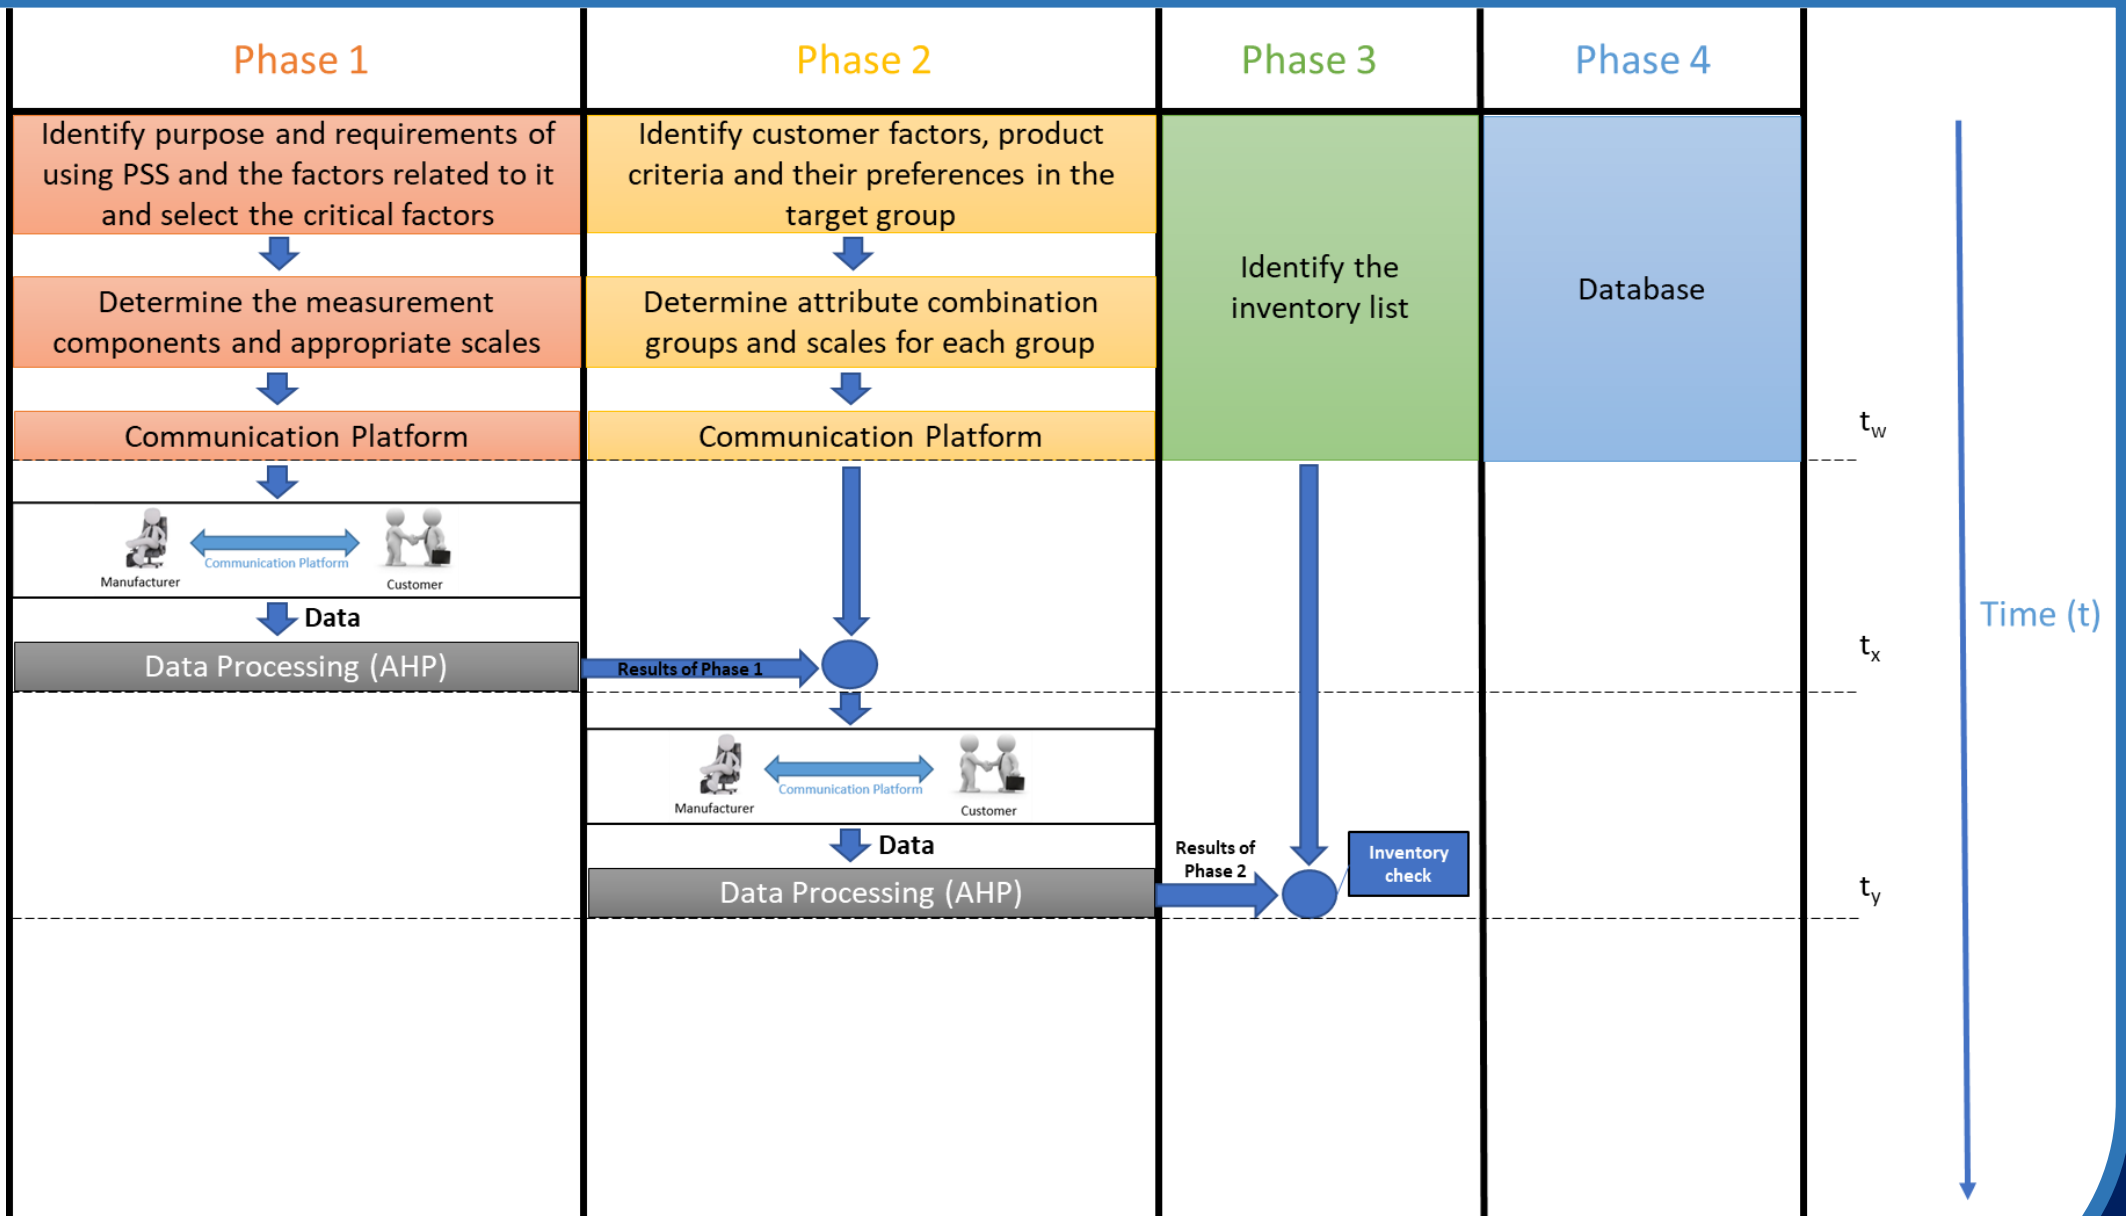 Phase 1
Phase 2
Phase 3
Phase 4
Identify purpose and requirements of
using PSS and the factors related to it
and select the critical factors
Identify customer factors, product
criteria and their preferences in the
target group
Identify the
inventory list
Database
Determine the measurement
components and appropriate scales
Determine attribute combination
groups and scales for each group
Communication Platform
Communication Platform
t_w
Communication Platform
Manufacturer
Customer
Data
Time (t)
Data Processing (AHP)
Results of Phase 1
t_x
Communication Platform
Manufacturer
Customer
Data
Results of
Phase 2
Inventory
check
Data Processing (AHP)
t_y